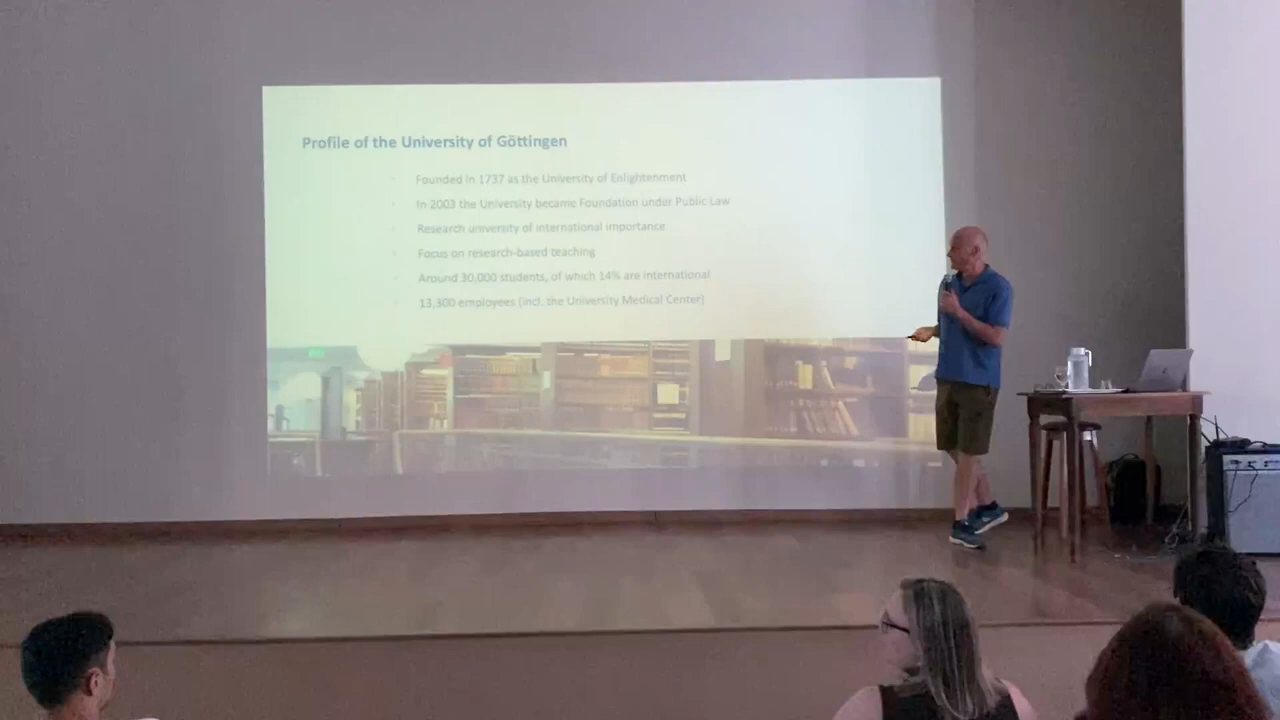 Profile of the University of Göttingen
Founded in 1737 as the University of Enlightenment
In 2003 the University became Foundation under Public Law
Research university of international importance
Focus on research-based teaching
Around 30,000 students, of which 14% are international
13,300 employees (incl. the University Medical Center)